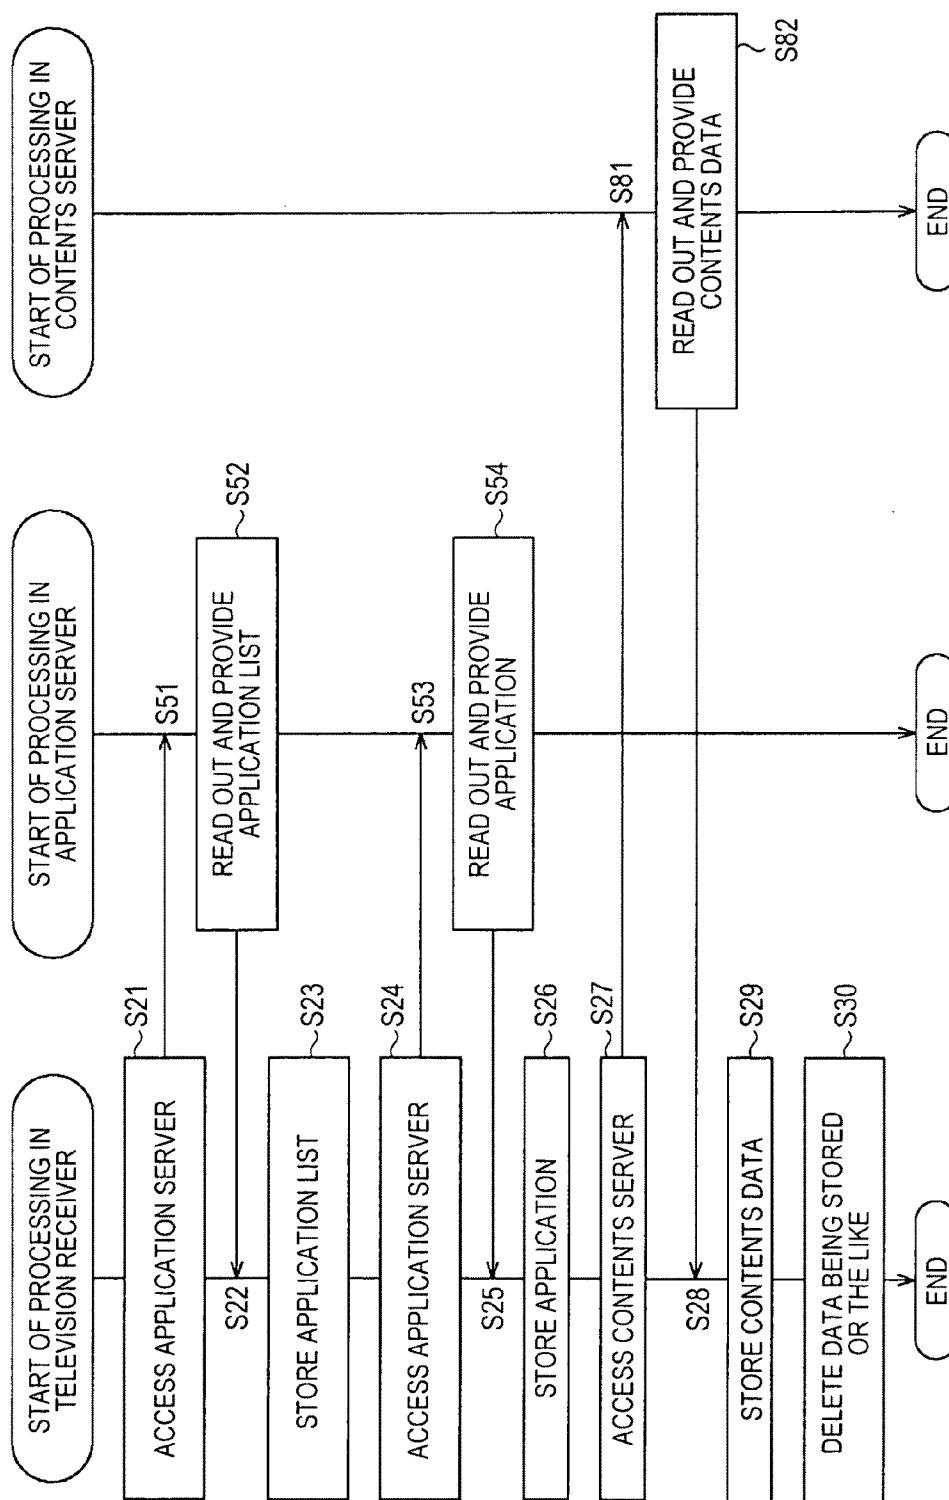 START OF PROCESSING IN
TELEVISION RECEIVER
ACCESS APPLICATION SERVER
S21
S22
STORE APPLICATION LIST
S23
ACCESS APPLICATION SERVER
S24
S25
STORE APPLICATION
S26
ACCESS CONTENTS SERVER
S27
S28
STORE CONTENTS DATA
S29
DELETE DATA BEING STORED
OR THE LIKE
S30
END
START OF PROCESSING IN
APPLICATION SERVER
S51
READ OUT AND PROVIDE
APPLICATION LIST
S52
S53
READ OUT AND PROVIDE
APPLICATION
S54
END
START OF PROCESSING IN
CONTENTS SERVER
S81
READ OUT AND PROVIDE
CONTENTS DATA
S82
END